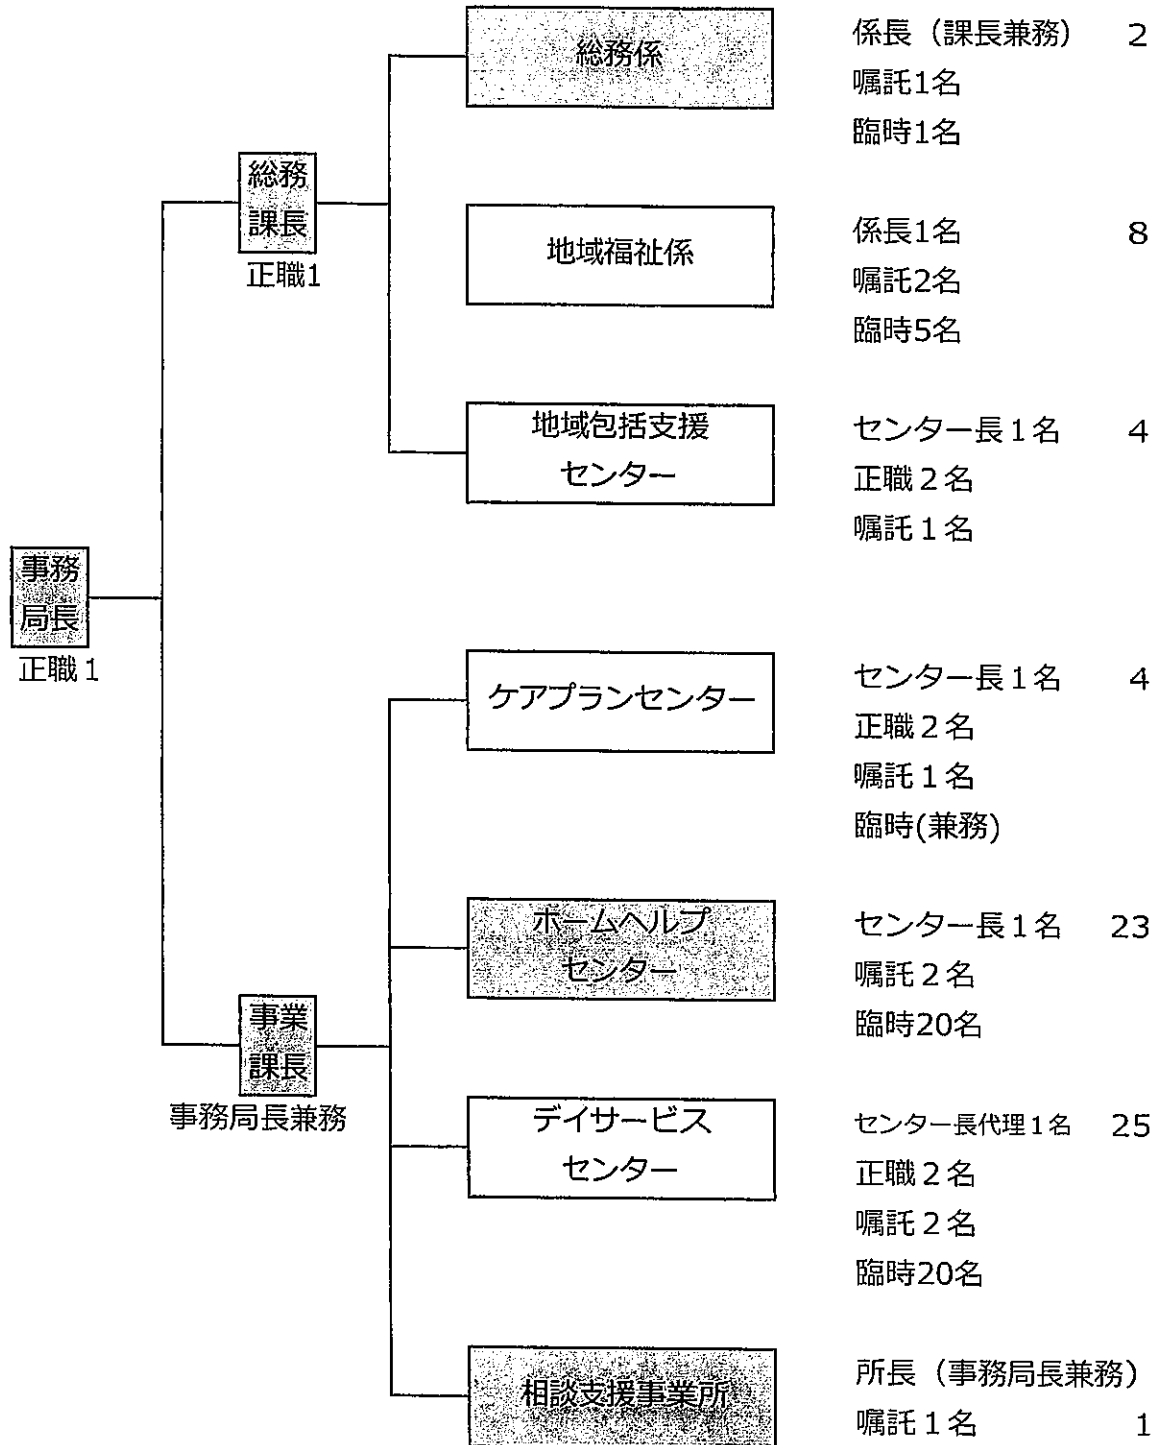 総務係
係長（課長兼務） 2
嘱託1名
臨時1名
総務
課長
正職1
地域福祉係
係長1名 8
嘱託2名
臨時5名
地域包括支援
センター
センター長１名 4
正職２名
嘱託１名
事務
局長
正職１
ケアプランセンター
センター長１名 4
正職２名
嘱託１名
臨時(兼務)
ホームヘルプ
センター
センター長１名 23
嘱託２名
臨時20名
事業
課長
事務局長兼務
デイサービス
センター
センター長代理１名 25
正職２名
嘱託２名
臨時20名
相談支援事業所
所長（事務局長兼務）
嘱託１名 1